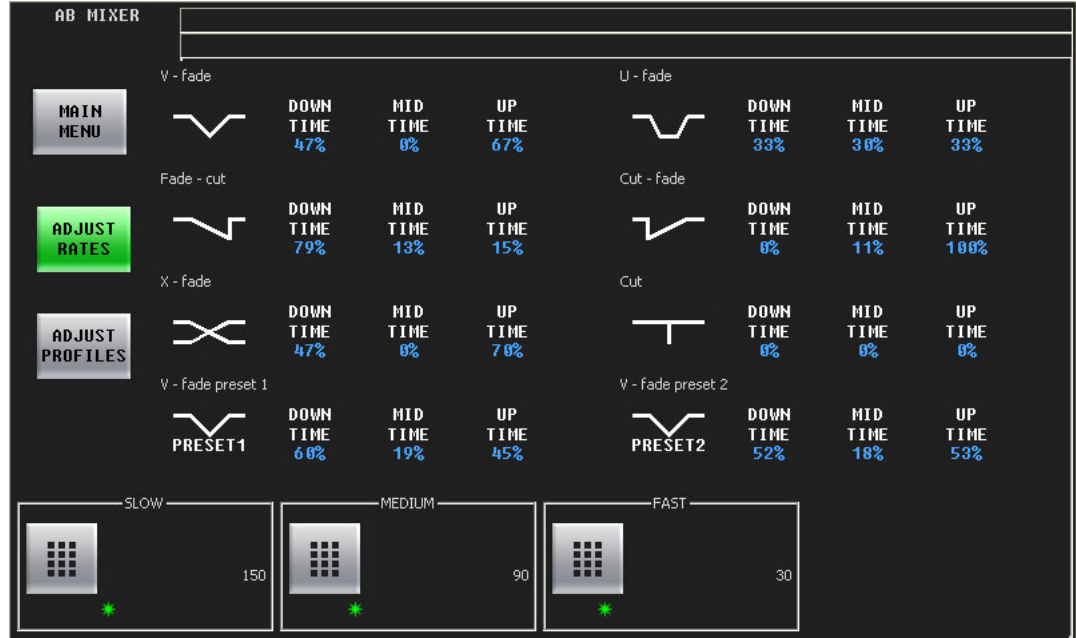 AB MIXER
MAIN
MENU
ADJUST
RATES
ADJUST
PROFILES
V - fade
DOWN MID UP
TIME TIME TIME
47% 0% 67%
U - fade
DOWN MID UP
TIME TIME TIME
33% 30% 33%
Fade - cut
DOWN MID UP
TIME TIME TIME
79% 13% 15%
Cut - fade
DOWN MID UP
TIME TIME TIME
0% 11% 100%
X - fade
DOWN MID UP
TIME TIME TIME
47% 0% 70%
Cut
DOWN MID UP
TIME TIME TIME
0% 0% 0%
V - fade preset 1
PRESET1
DOWN MID UP
TIME TIME TIME
60% 19% 45%
V - fade preset 2
PRESET2
DOWN MID UP
TIME TIME TIME
52% 18% 53%
SLOW
150
MEDIUM
90
FAST
30